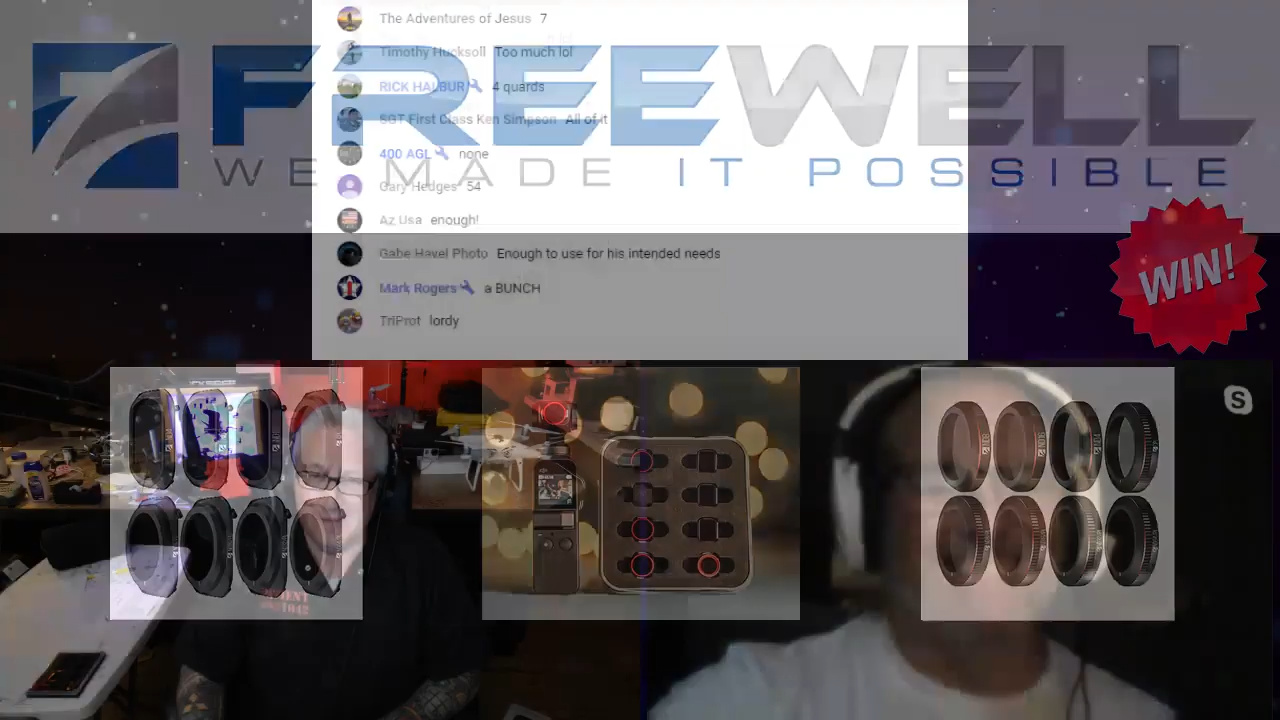 The Adventures of Jesus 7
Timothy Hucksoll Too much lol
RICK HALBUR 4 quards
SGT First Class Ken Simpson All of it
400 AGL none
Gary Hedges 54
Az Usa enough!
Gabe Havel Photo Enough to use for his intended needs
Mark Rogers a BUNCH
TriProt lordy
FREEWELL
WE MADE IT POSSIBLE
WIN!
S